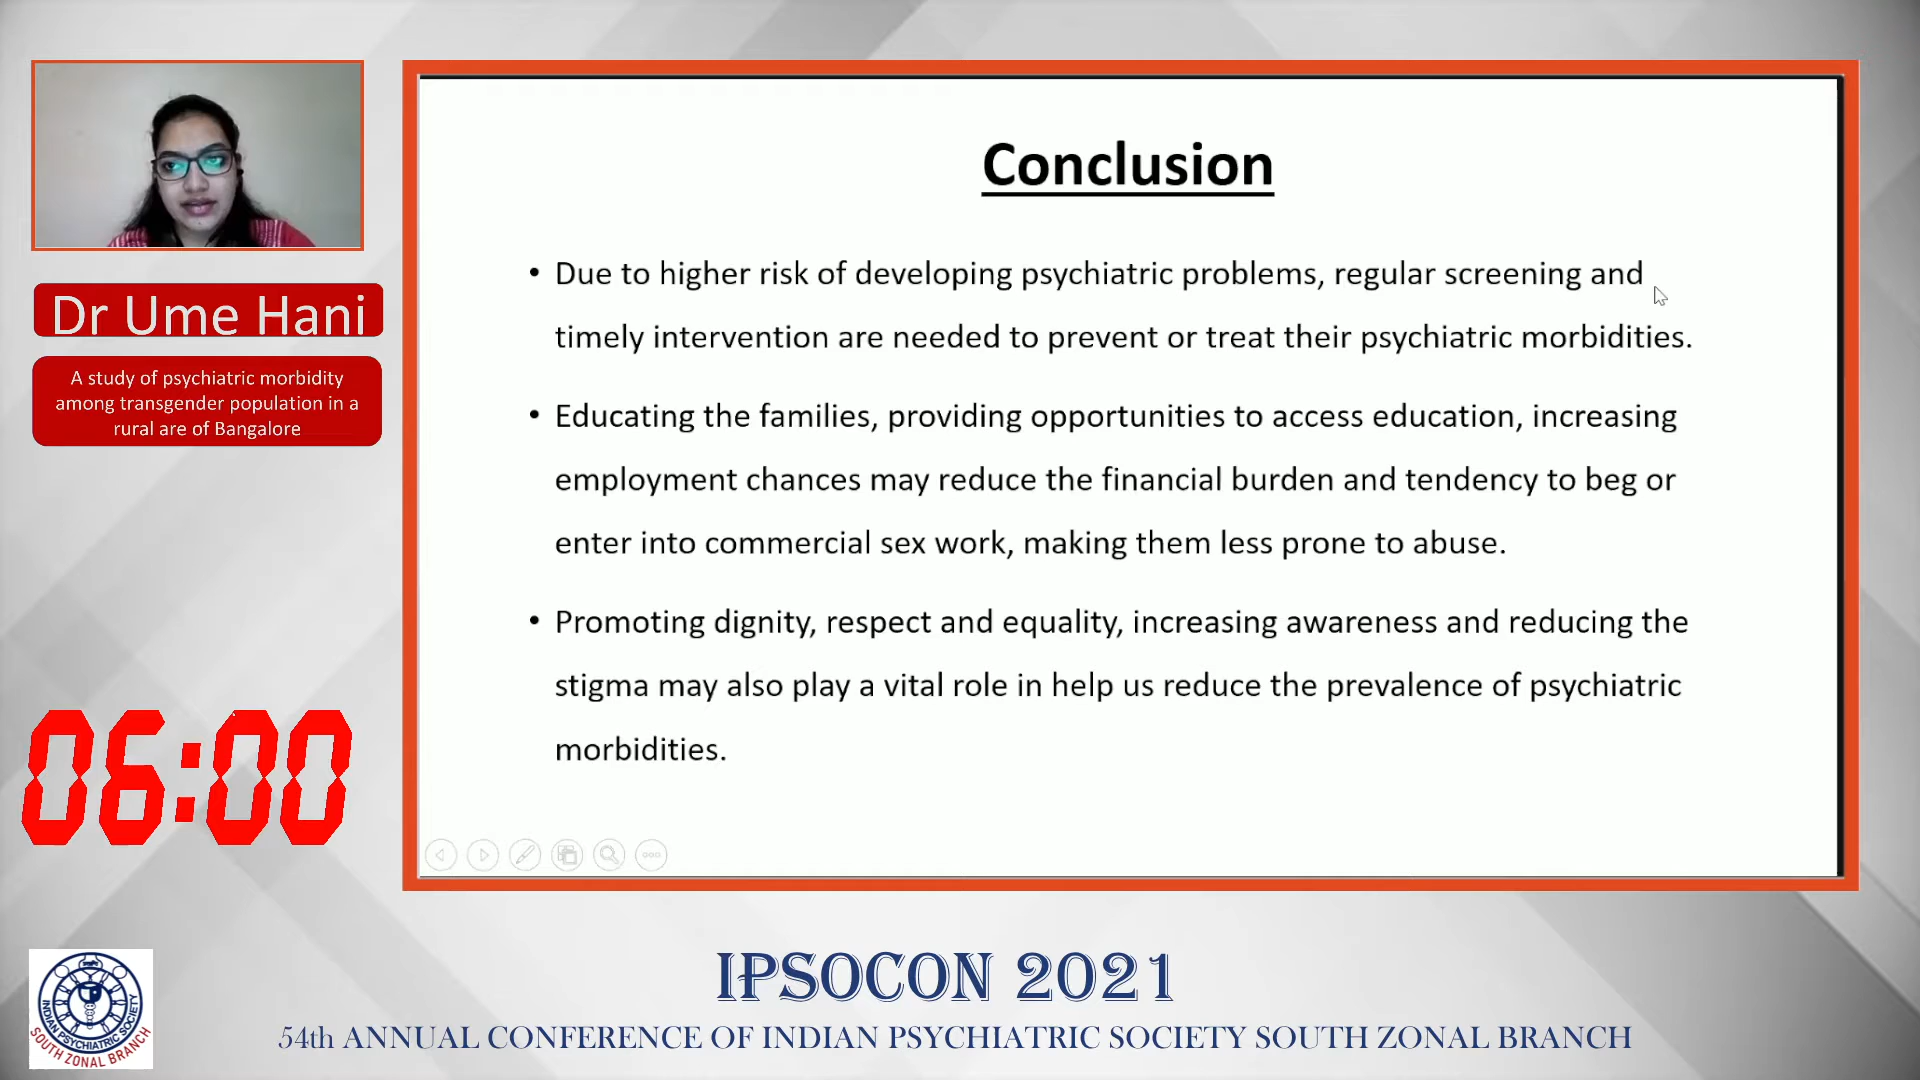 Dr Ume Hani
A study of psychiatric morbidity
among transgender population in a
rural are of Bangalore
06:00
Conclusion
• Due to higher risk of developing psychiatric problems, regular screening and
timely intervention are needed to prevent or treat their psychiatric morbidities.
• Educating the families, providing opportunities to access education, increasing
employment chances may reduce the financial burden and tendency to beg or
enter into commercial sex work, making them less prone to abuse.
• Promoting dignity, respect and equality, increasing awareness and reducing the
stigma may also play a vital role in help us reduce the prevalence of psychiatric
morbidities.
INDIAN PSYCHIATRIC SOCIETY
SOUTH ZONAL BRANCH
IPSOCON 2021
54th ANNUAL CONFERENCE OF INDIAN PSYCHIATRIC SOCIETY SOUTH ZONAL BRANCH